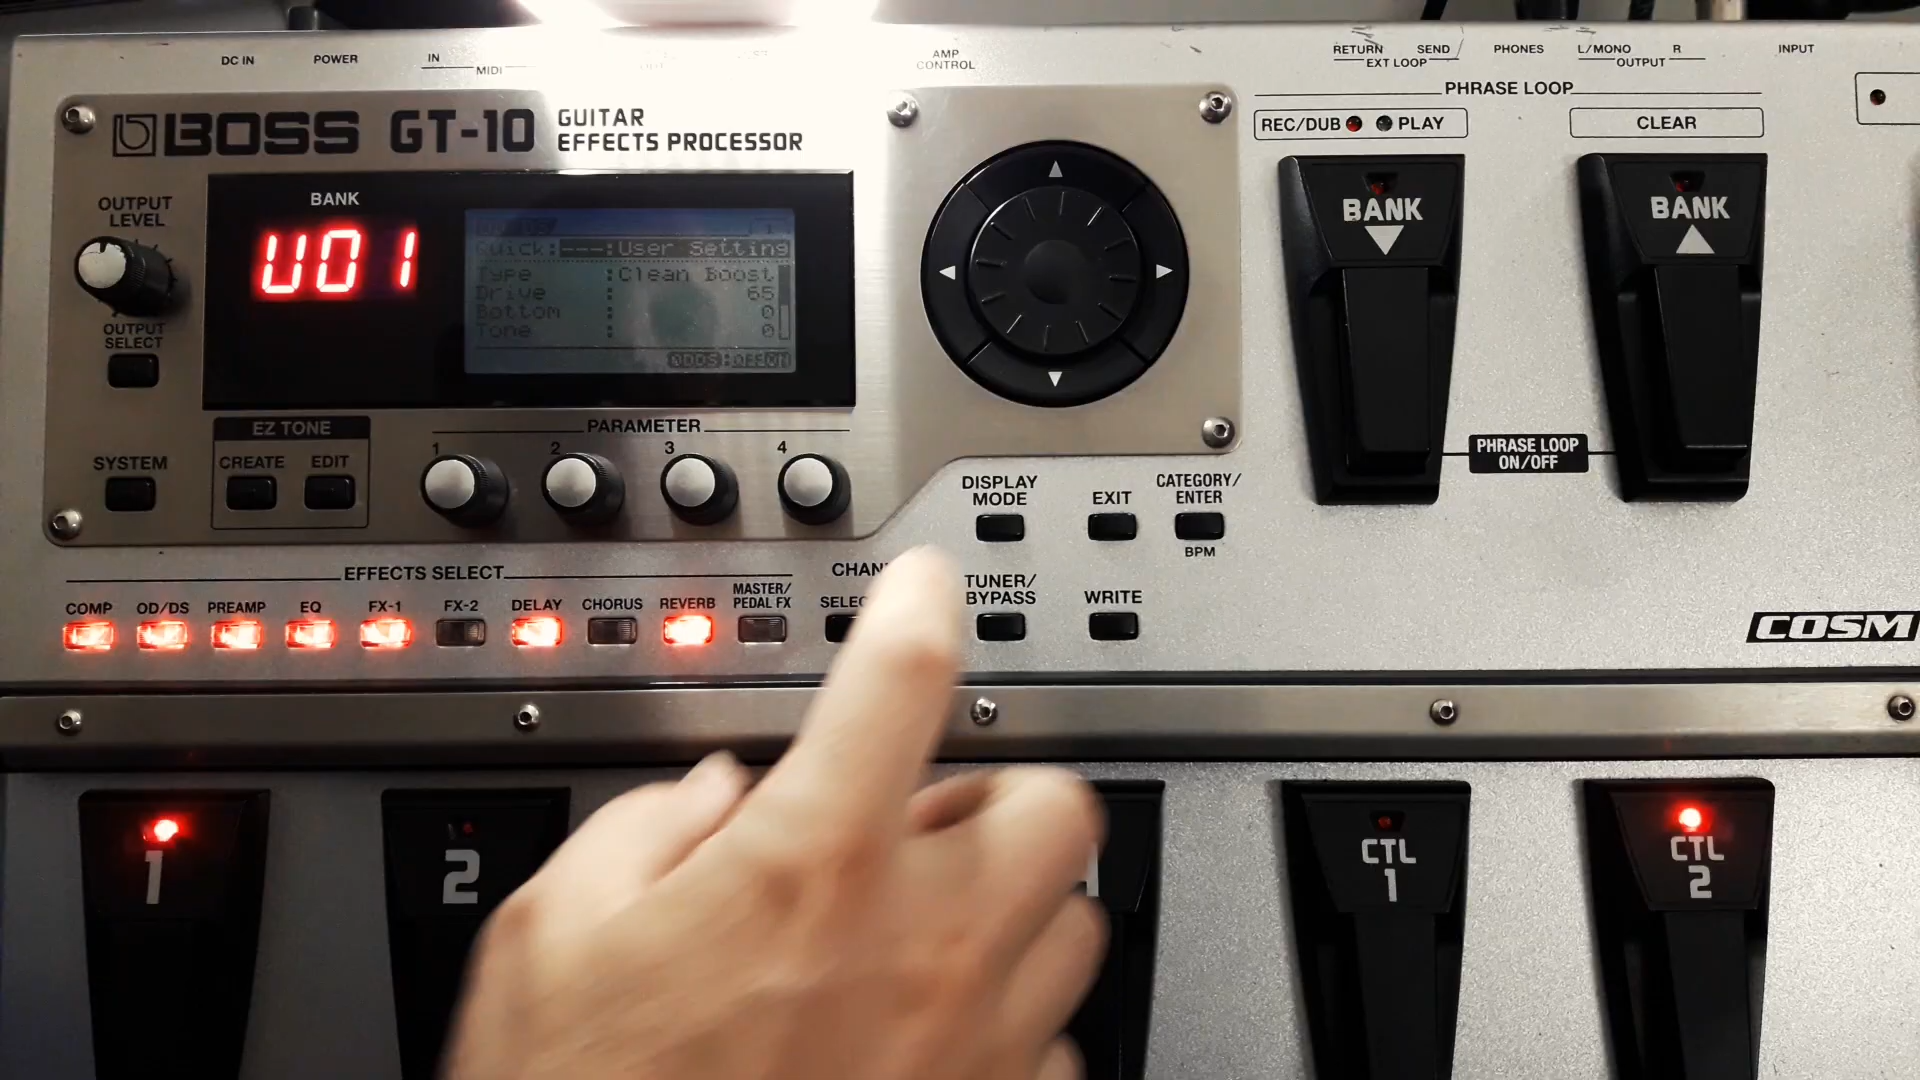 DC IN
POWER
IN
MIDI
AMP
CONTROL
RETURN
SEND
EXT LOOP
PHONES
L/MONO
R
OUTPUT
INPUT
BOSS GT-10
GUITAR
EFFECTS PROCESSOR
PHRASE LOOP
REC/DUB
PLAY
CLEAR
OUTPUT
LEVEL
BANK
U01
Quick:---:User Setting
Type :Clean Boost
Drive : 65
Bottom : 0
Tone : 0
ODDS:OFFON
OUTPUT
SELECT
BANK
BANK
EZ TONE
CREATE
EDIT
SYSTEM
PARAMETER
1
2
3
4
PHRASE LOOP
ON/OFF
DISPLAY
MODE
EXIT
CATEGORY/
ENTER
BPM
EFFECTS SELECT
COMP
OD/DS
PREAMP
EQ
FX-1
FX-2
DELAY
CHORUS
REVERB
MASTER/
PEDAL FX
TUNER/
BYPASS
WRITE
COSM
1
2
CTL
1
CTL
2